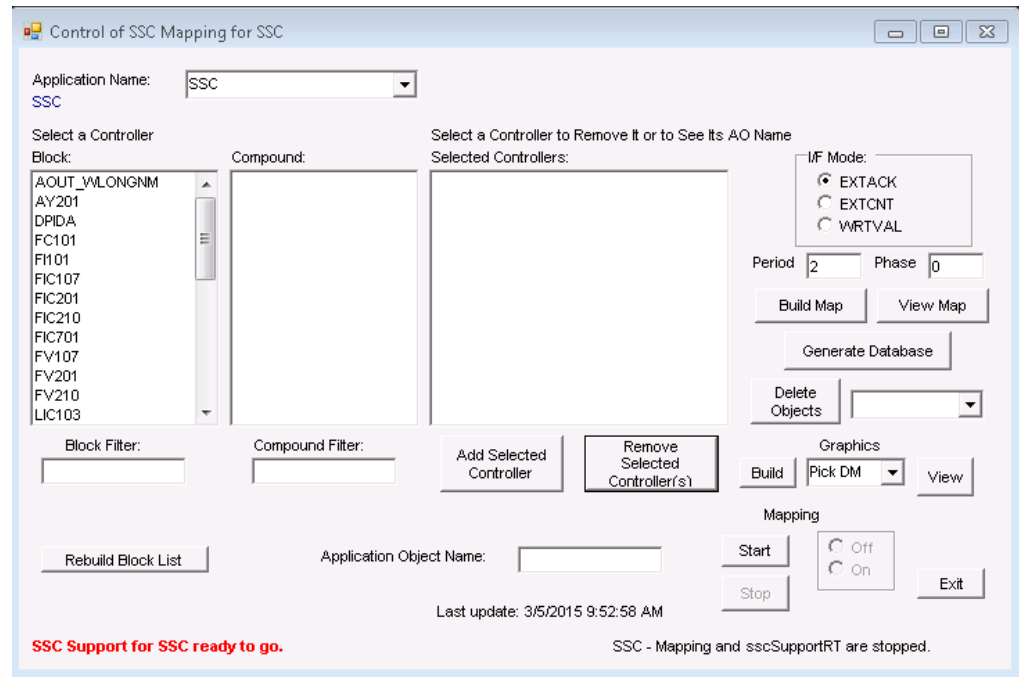 Control of SSC Mapping for SSC
Application Name:
SSC
SSC
Select a Controller
Select a Controller to Remove It or to See Its AO Name
Block:
Compound:
Selected Controllers:
I/F Mode:
AOUT_WLONGNM
AY201
DPIDA
FC101
FI101
FIC107
FIC201
FIC210
FIC701
FV107
FV201
FV210
LIC103
EXTACK
EXTCNT
WRTVAL
Period 2 Phase 0
Build Map
View Map
Generate Database
Delete
Objects
Block Filter:
Compound Filter:
Add Selected
Controller
Remove
Selected
Controller(s)
Graphics
Build
Pick DM
View
Mapping
Rebuild Block List
Application Object Name:
Start
Off
On
Stop
Exit
Last update: 3/5/2015 9:52:58 AM
SSC Support for SSC ready to go.
SSC - Mapping and sscSupportRT are stopped.